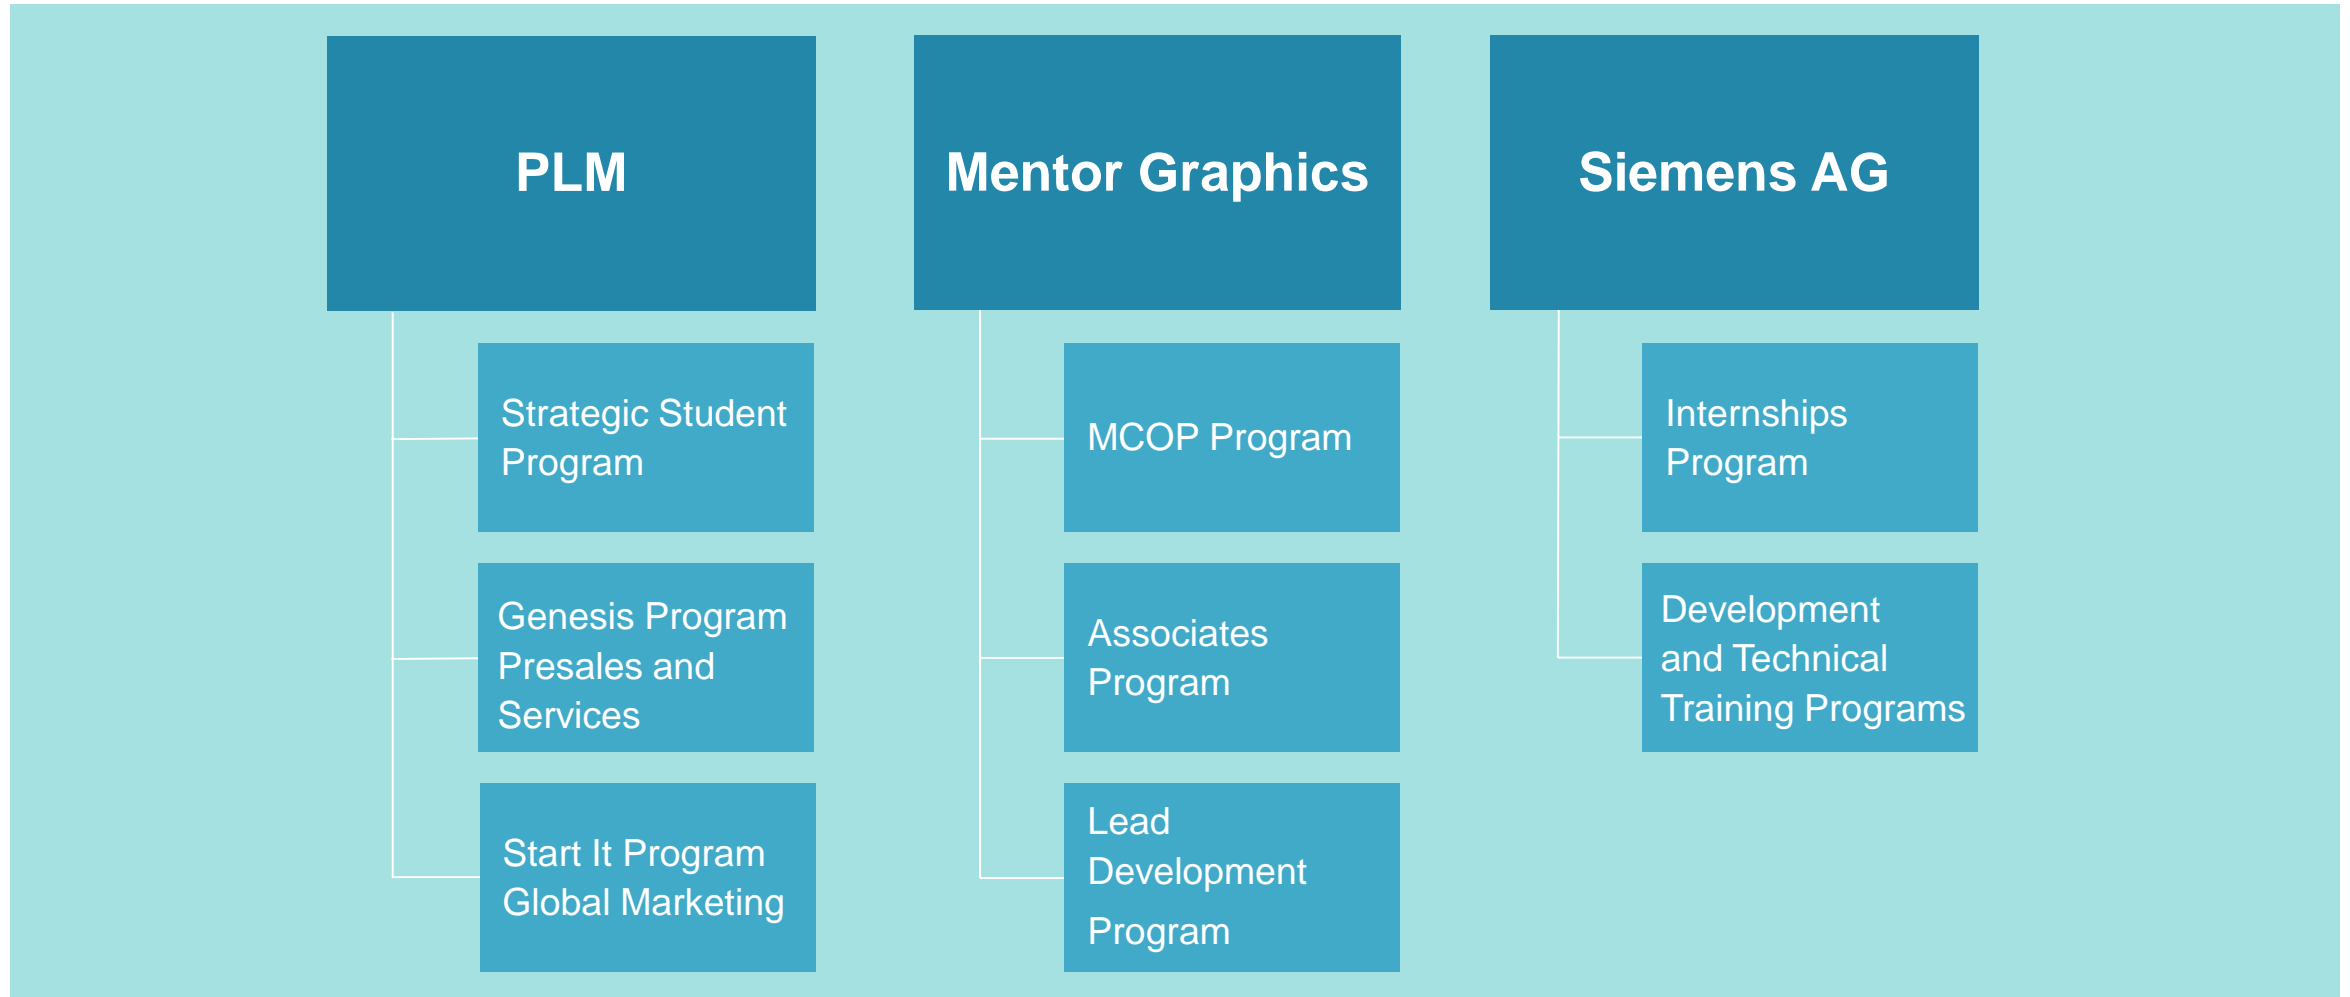 PLM
Strategic Student
Program
Genesis Program
Presales and
Services
Start It Program
Global Marketing
Mentor Graphics
MCOP Program
Associates
Program
Lead
Development
Program
Siemens AG
Internships
Program
Development
and Technical
Training Programs